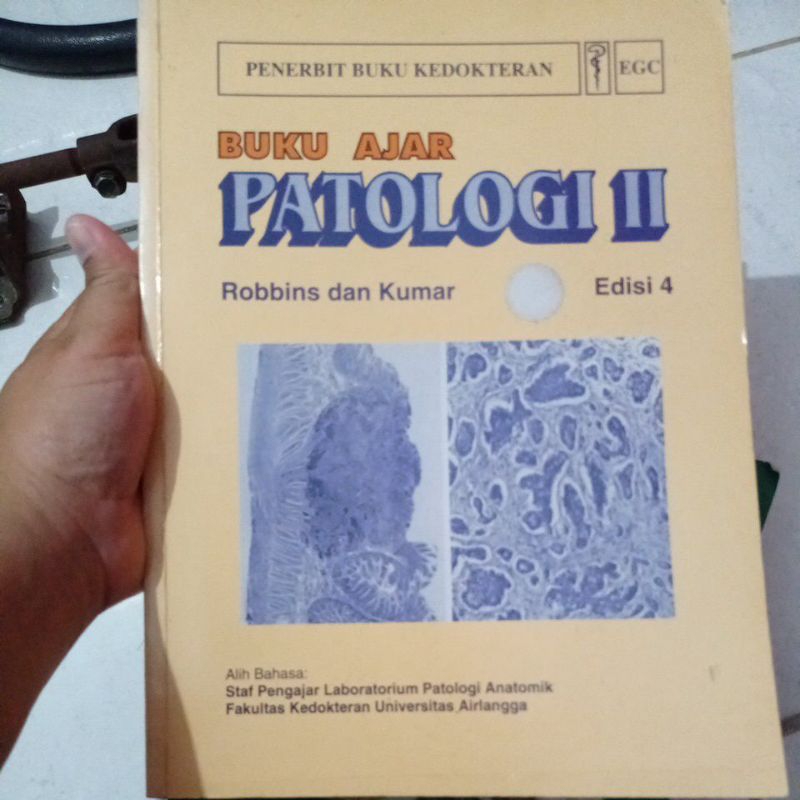 PENERBIT BUKU KEDOKTERAN
EGC
BUKU AJAR
PATOLOGI II
Robbins dan Kumar
Edisi 4
Alih Bahasa:
Staf Pengajar Laboratorium Patologi Anatomik
Fakultas Kedokteran Universitas Airlangga